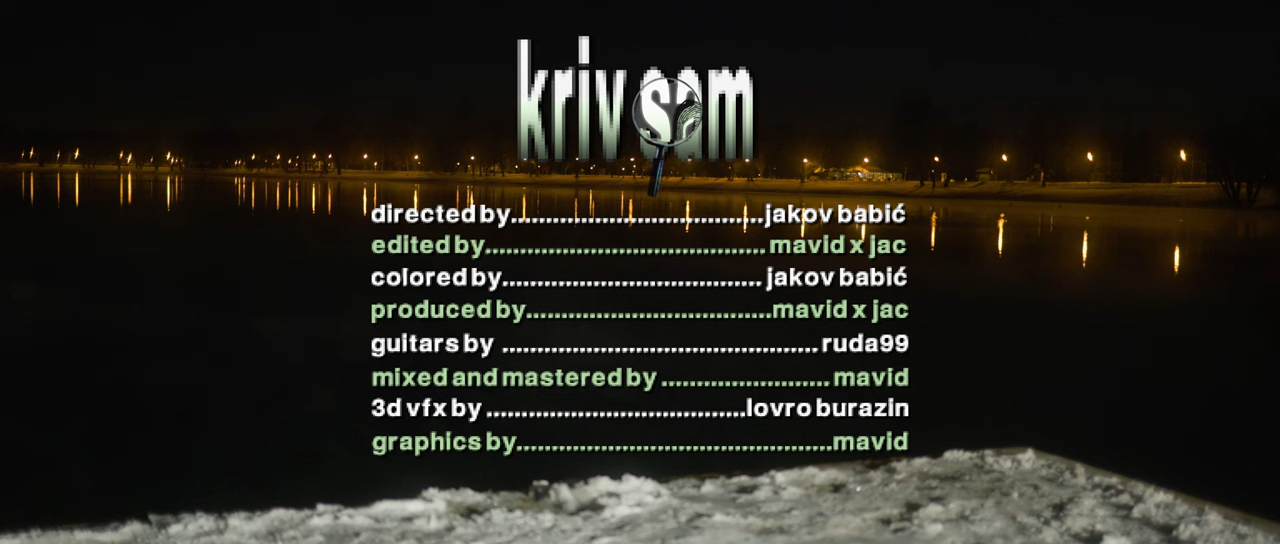 kriv sam
directed by....................................jakov babić
edited by........................................ mavid x jac
colored by..................................... jakov babić
produced by...................................mavid x jac
guitars by ............................................. ruda99
mixed and mastered by ........................ mavid
3d vfx by .....................................lovro burazin
graphics by.............................................mavid